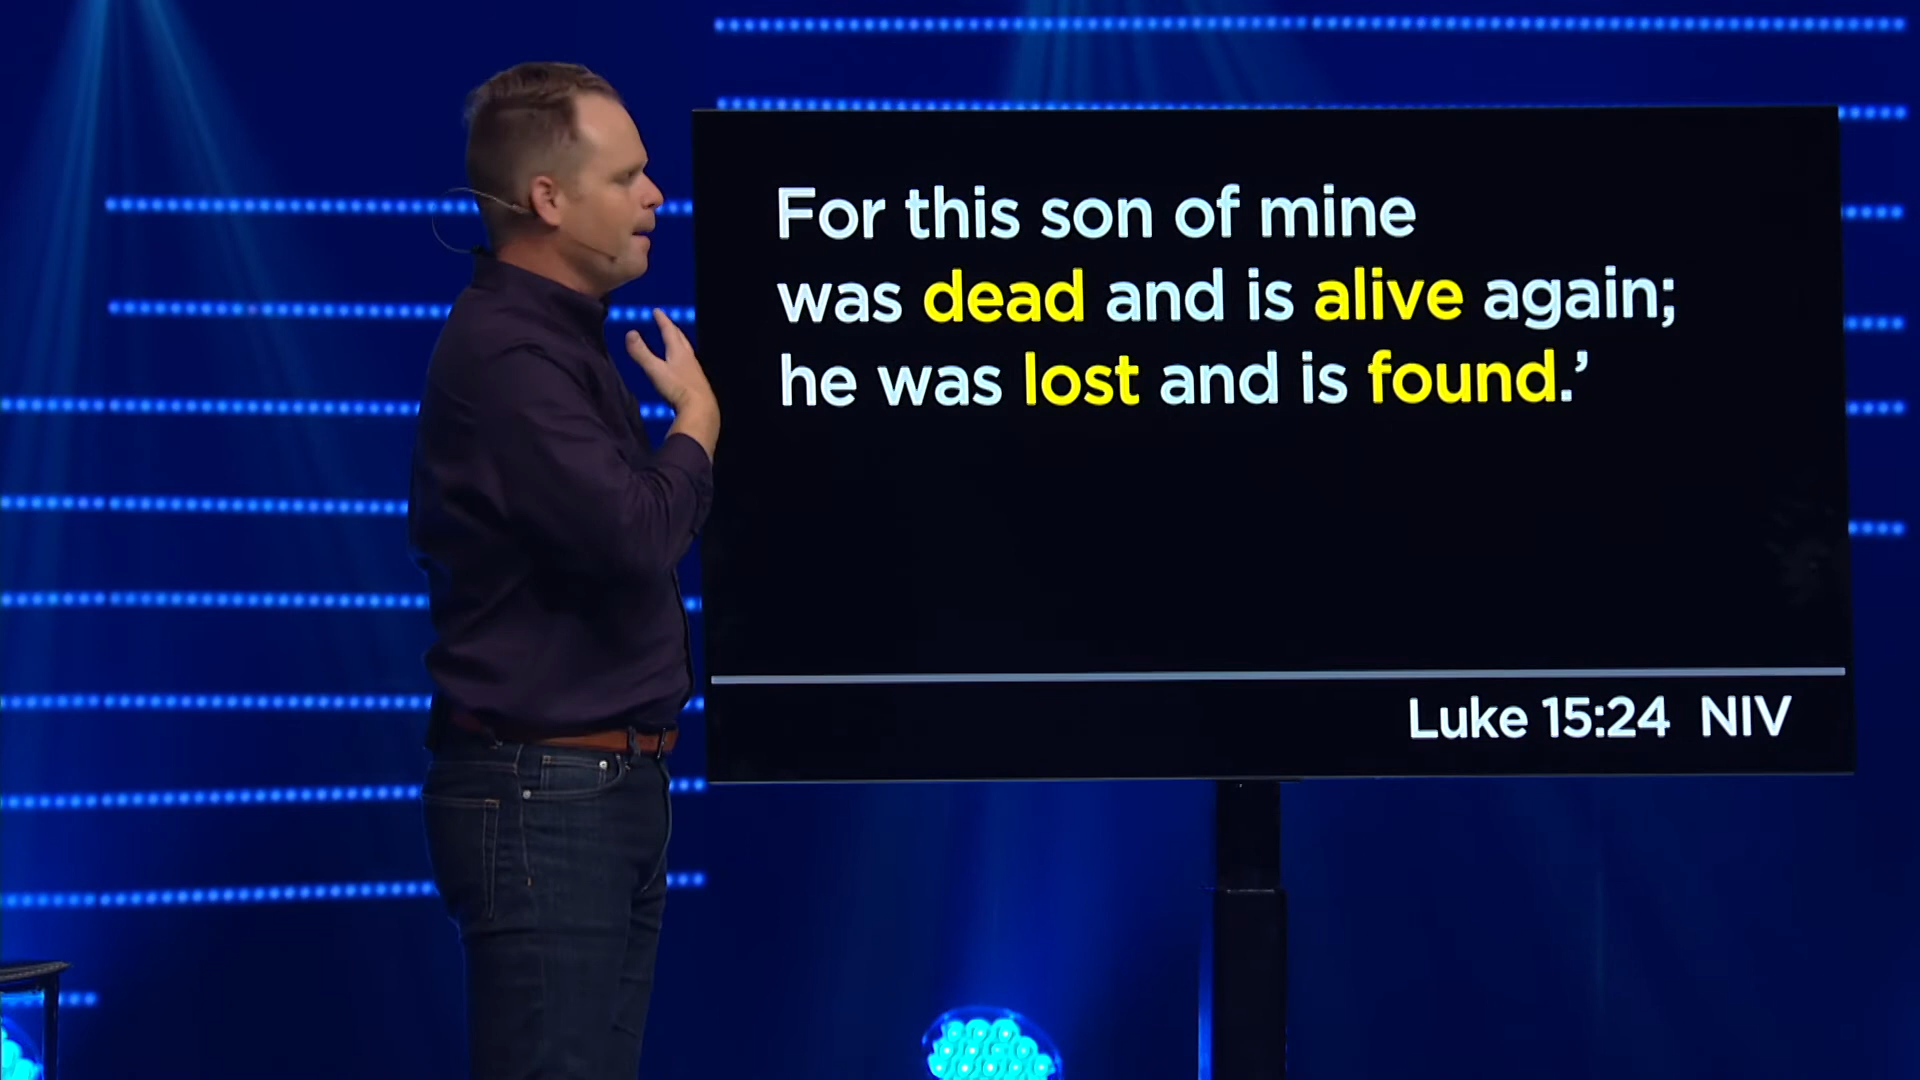 For this son of mine
was dead and is alive again;
he was lost and is found.’
Luke 15:24 NIV